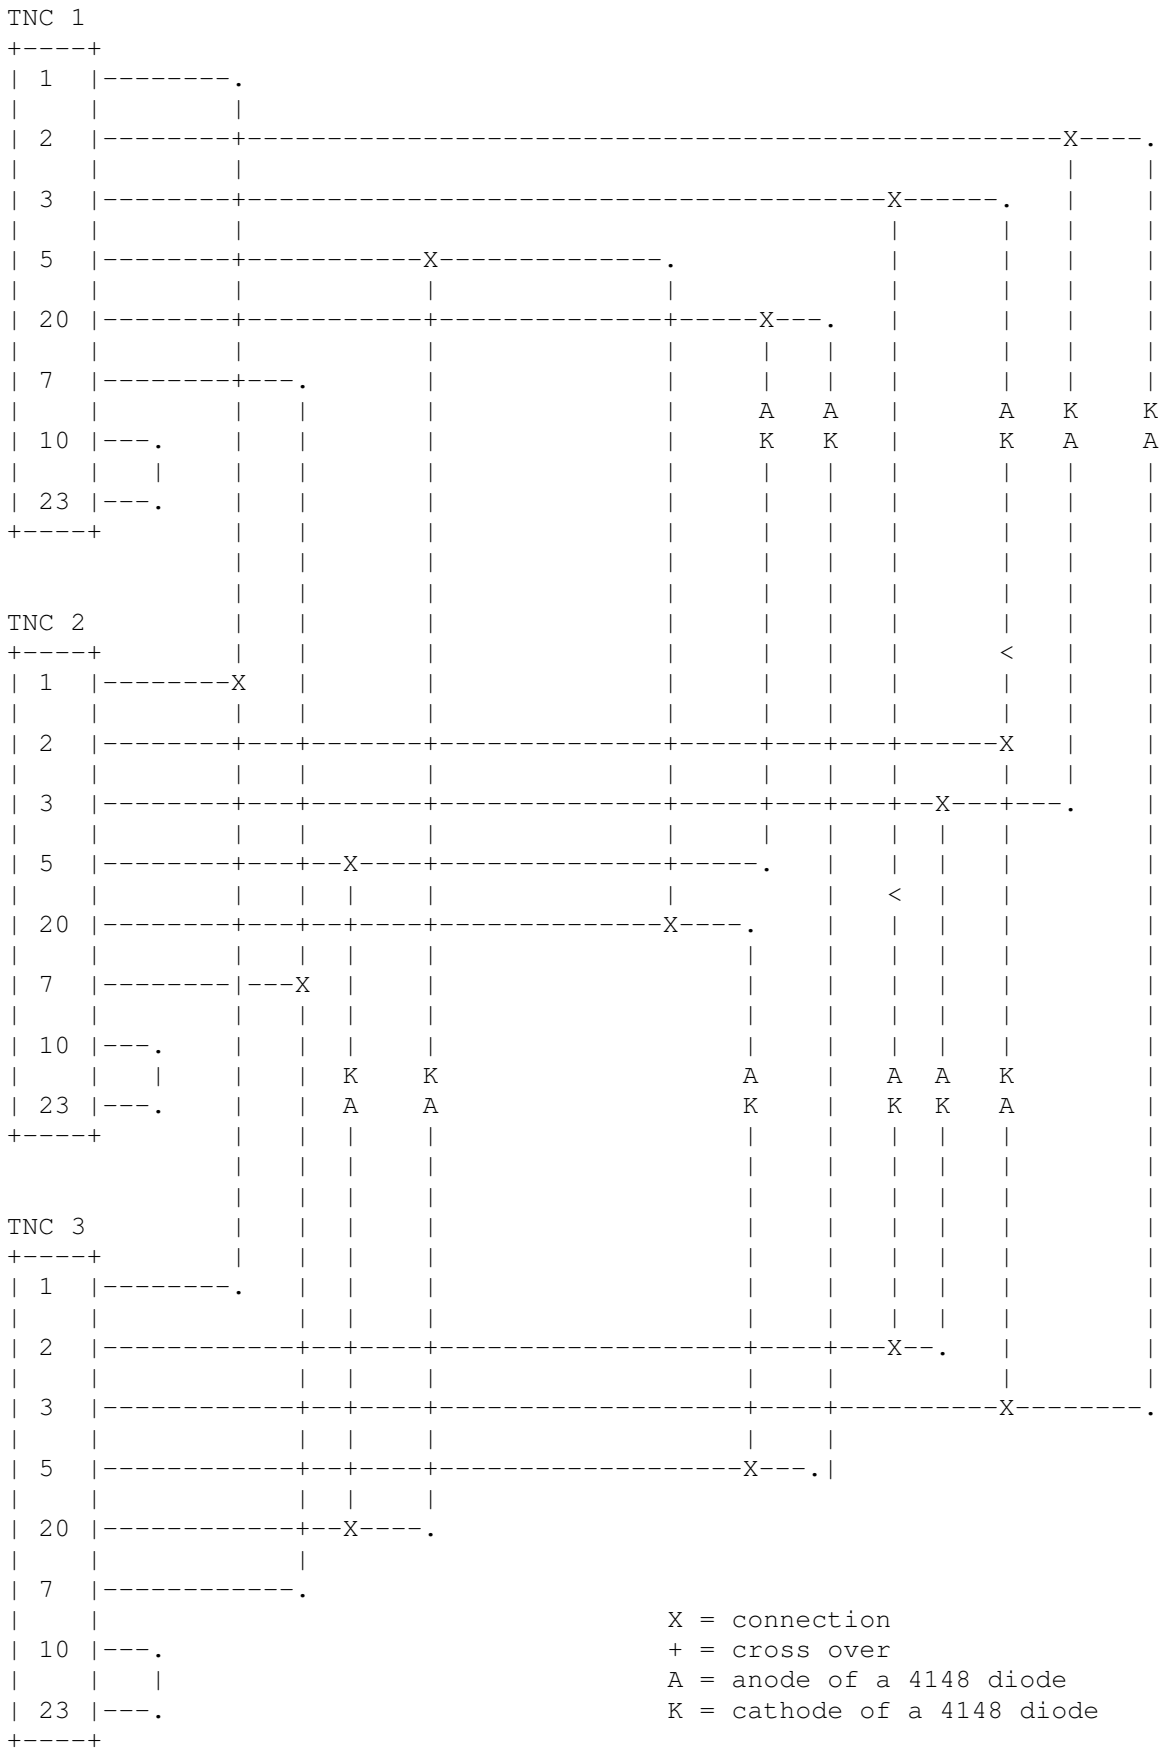 TNC 1
1
2
3
5
X
X
X
20
X
7
A A A K K
10
K K K A A
23
TNC 2
<
1
X
2
X
3
X
5
X
<
20
X
7
X
10
K K A A A K
23
A A K K K A
TNC 3
1
2
X
3
X
5
X
20
X
7
X = connection
10
+ = cross over
A = anode of a 4148 diode
23
K = cathode of a 4148 diode